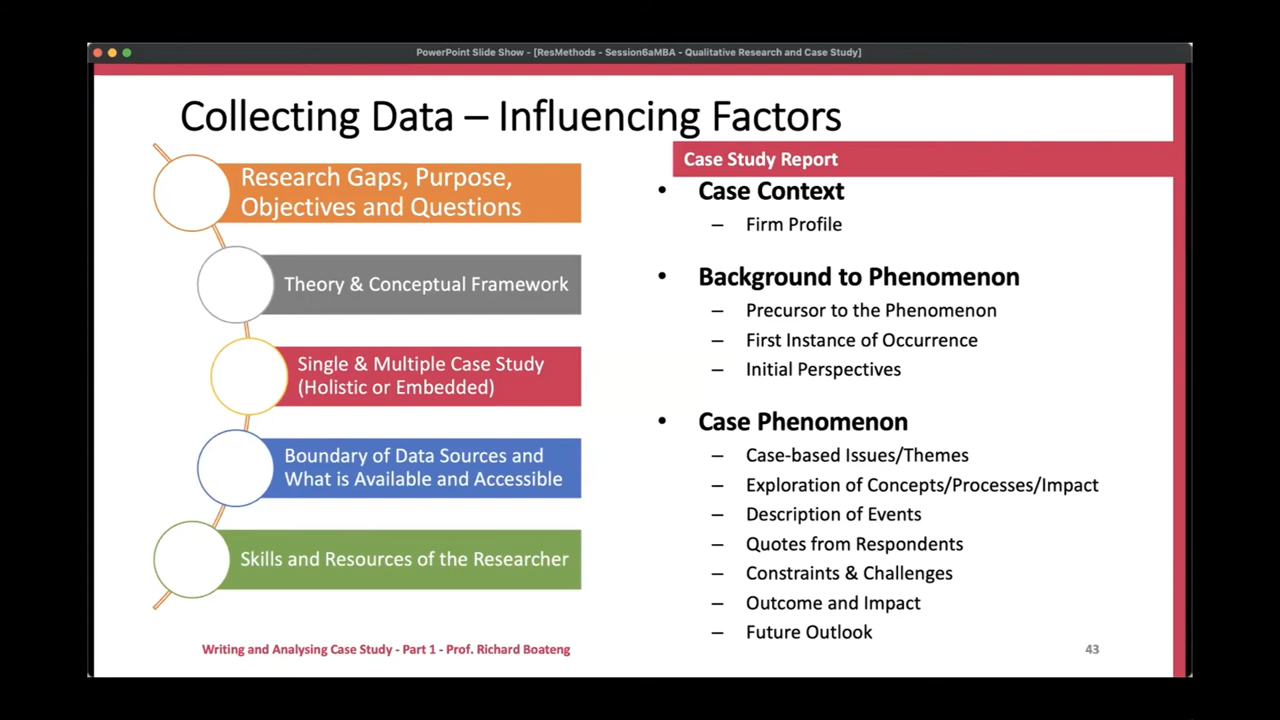 PowerPoint Slide Show - [ResMethods - Session6aMBA - Qualitative Research and Case Study]
Collecting Data – Influencing Factors
Research Gaps, Purpose,
Objectives and Questions
Theory & Conceptual Framework
Single & Multiple Case Study
(Holistic or Embedded)
Boundary of Data Sources and
What is Available and Accessible
Skills and Resources of the Researcher
Case Study Report
• Case Context
– Firm Profile
• Background to Phenomenon
– Precursor to the Phenomenon
– First Instance of Occurrence
– Initial Perspectives
• Case Phenomenon
– Case-based Issues/Themes
– Exploration of Concepts/Processes/Impact
– Description of Events
– Quotes from Respondents
– Constraints & Challenges
– Outcome and Impact
– Future Outlook
Writing and Analysing Case Study - Part 1 - Prof. Richard Boateng
43